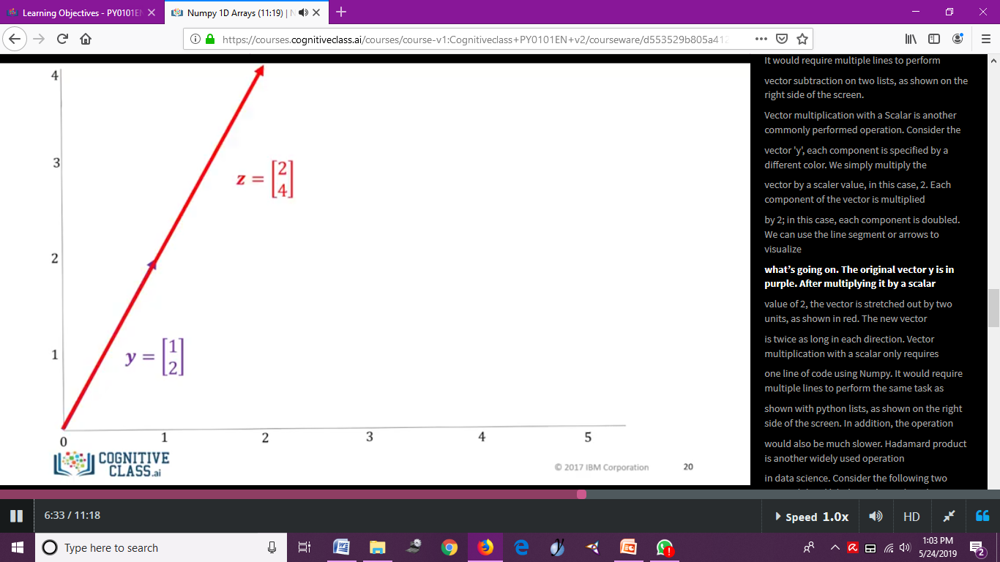 Learning Objectives - PY0101EN
Numpy 1D Arrays (11:19) | N
https://courses.cognitiveclass.ai/courses/course-v1:Cognitiveclass+PY0101EN+v2/courseware/d553529b805a412
4
3
2
1
0
1
2
3
4
5
z = [2
4]
y = [1
2]
COGNITIVE
CLASS.ai
© 2017 IBM Corporation 20
It would require multiple lines to perform
vector subtraction on two lists, as shown on the
right side of the screen.
Vector multiplication with a Scalar is another
commonly performed operation. Consider the
vector 'y', each component is specified by a
different color. We simply multiply the
vector by a scaler value, in this case, 2. Each
component of the vector is multiplied
by 2; in this case, each component is doubled.
We can use the line segment or arrows to
visualize
what's going on. The original vector y is in
purple. After multiplying it by a scalar
value of 2, the vector is stretched out by two
units, as shown in red. The new vector
is twice as long in each direction. Vector
multiplication with a scalar only requires
one line of code using Numpy. It would require
multiple lines to perform the same task as
shown with python lists, as shown on the right
side of the screen. In addition, the operation
would also be much slower. Hadamard product
is another widely used operation
in data science. Consider the following two
6:33 / 11:18
Speed 1.0x
HD
Type here to search
1:03 PM
5/24/2019
2